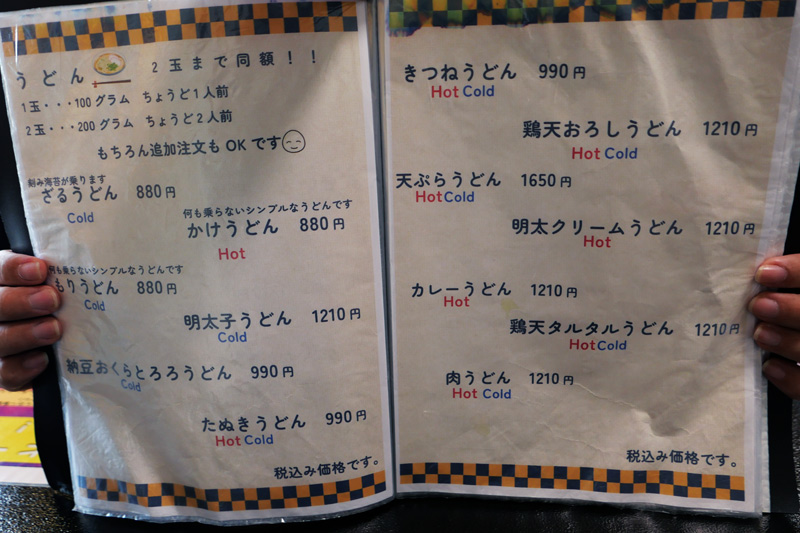 うどん 2玉まで同額！！
1玉・・・100グラム ちょうど1人前
2玉・・・200グラム ちょうど2人前
もちろん追加注文もOKです
刻み海苔が乗ります
ざるうどん 880円
Cold
何も乗らないシンプルなうどんです
かけうどん 880円
Hot
何も乗らないシンプルなうどんです
もりうどん 880円
Cold
明太子うどん 1210円
Cold
納豆おくらとろろうどん 990円
Cold
たぬきうどん 990円
Hot Cold
税込み価格です。
きつねうどん 990円
Hot Cold
鶏天おろしうどん 1210円
Hot Cold
天ぷらうどん 1650円
Hot Cold
明太クリームうどん 1210円
Hot
カレーうどん 1210円
Hot
鶏天タルタルうどん 1210円
Hot Cold
肉うどん 1210円
Hot Cold
税込み価格です。